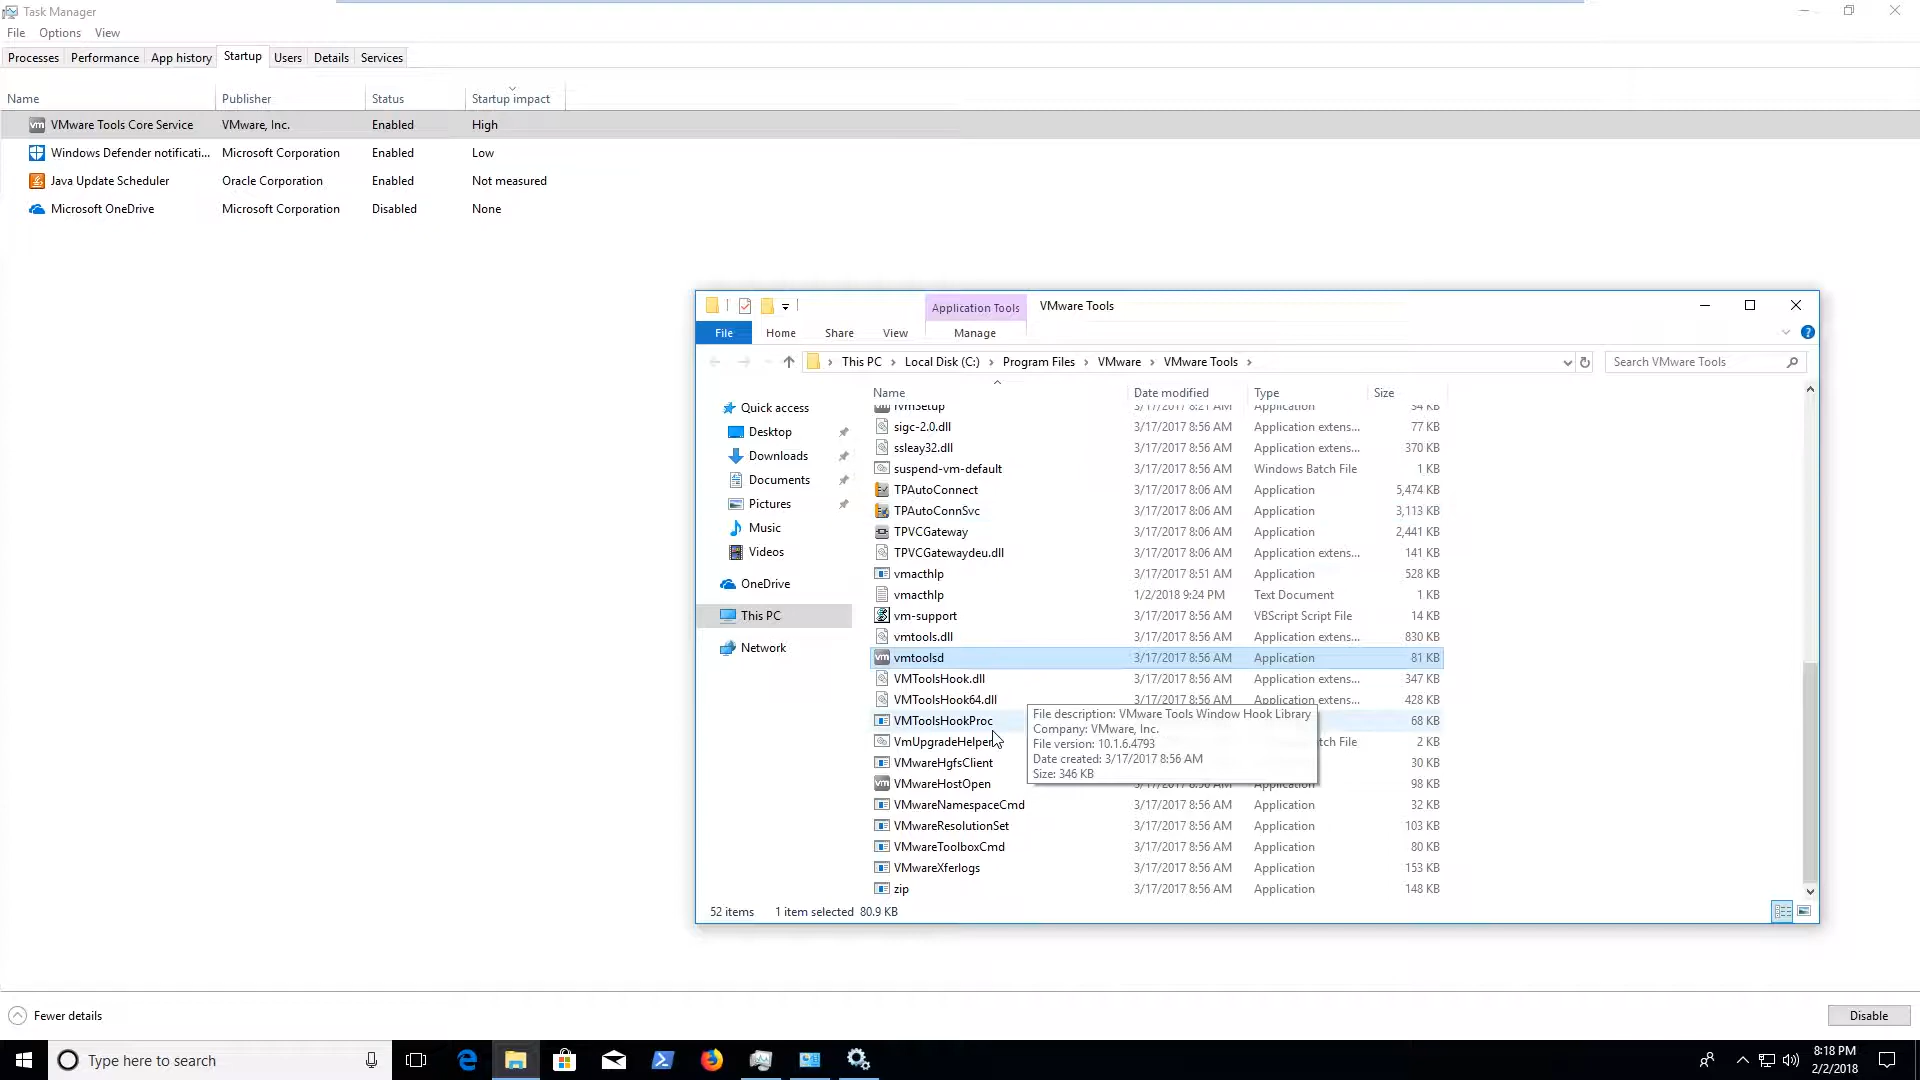 Task Manager
File Options View
Processes Performance App history Startup Users Details Services
Name Publisher Status Startup impact
VMware Tools Core Service VMware, Inc. Enabled High
Windows Defender notificati... Microsoft Corporation Enabled Low
Java Update Scheduler Oracle Corporation Enabled Not measured
Microsoft OneDrive Microsoft Corporation Disabled None
Application Tools VMware Tools
File Home Share View Manage
This PC Local Disk (C:) Program Files VMware VMware Tools
Search VMware Tools
Quick access
Desktop
Downloads
Documents
Pictures
Music
Videos
OneDrive
This PC
Network
Name Date modified Type Size
rvmSetup 3/17/2017 8:21 AM Application 34 KB
sigc-2.0.dll 3/17/2017 8:56 AM Application extens... 77 KB
ssleay32.dll 3/17/2017 8:56 AM Application extens... 370 KB
suspend-vm-default 3/17/2017 8:56 AM Windows Batch File 1 KB
TPAutoConnect 3/17/2017 8:06 AM Application 5,474 KB
TPAutoConnSvc 3/17/2017 8:06 AM Application 3,113 KB
TPVCGateway 3/17/2017 8:06 AM Application 2,441 KB
TPVCGatewaydeu.dll 3/17/2017 8:06 AM Application extens... 141 KB
vmacthlp 3/17/2017 8:51 AM Application 528 KB
vmacthlp 1/2/2018 9:24 PM Text Document 1 KB
vm-support 3/17/2017 8:56 AM VBScript Script File 14 KB
vmtools.dll 3/17/2017 8:56 AM Application extens... 830 KB
vmtoolsd 3/17/2017 8:56 AM Application 81 KB
VMToolsHook.dll 3/17/2017 8:56 AM Application extens... 347 KB
VMToolsHook64.dll 3/17/2017 8:56 AM Application extens... 428 KB
VMToolsHookProc 68 KB
VmUpgradeHelper tch File 2 KB
VMwareHgfsClient 30 KB
VMwareHostOpen 3/17/2017 8:56 AM Application 98 KB
VMwareNamespaceCmd 3/17/2017 8:56 AM Application 32 KB
VMwareResolutionSet 3/17/2017 8:56 AM Application 103 KB
VMwareToolboxCmd 3/17/2017 8:56 AM Application 80 KB
VMwareXferlogs 3/17/2017 8:56 AM Application 153 KB
zip 3/17/2017 8:56 AM Application 148 KB
File description: VMware Tools Window Hook Library
Company: VMware, Inc.
File version: 10.1.6.4793
Date created: 3/17/2017 8:56 AM
Size: 346 KB
52 items 1 item selected 80.9 KB
Fewer details
Disable
Type here to search
8:18 PM
2/2/2018